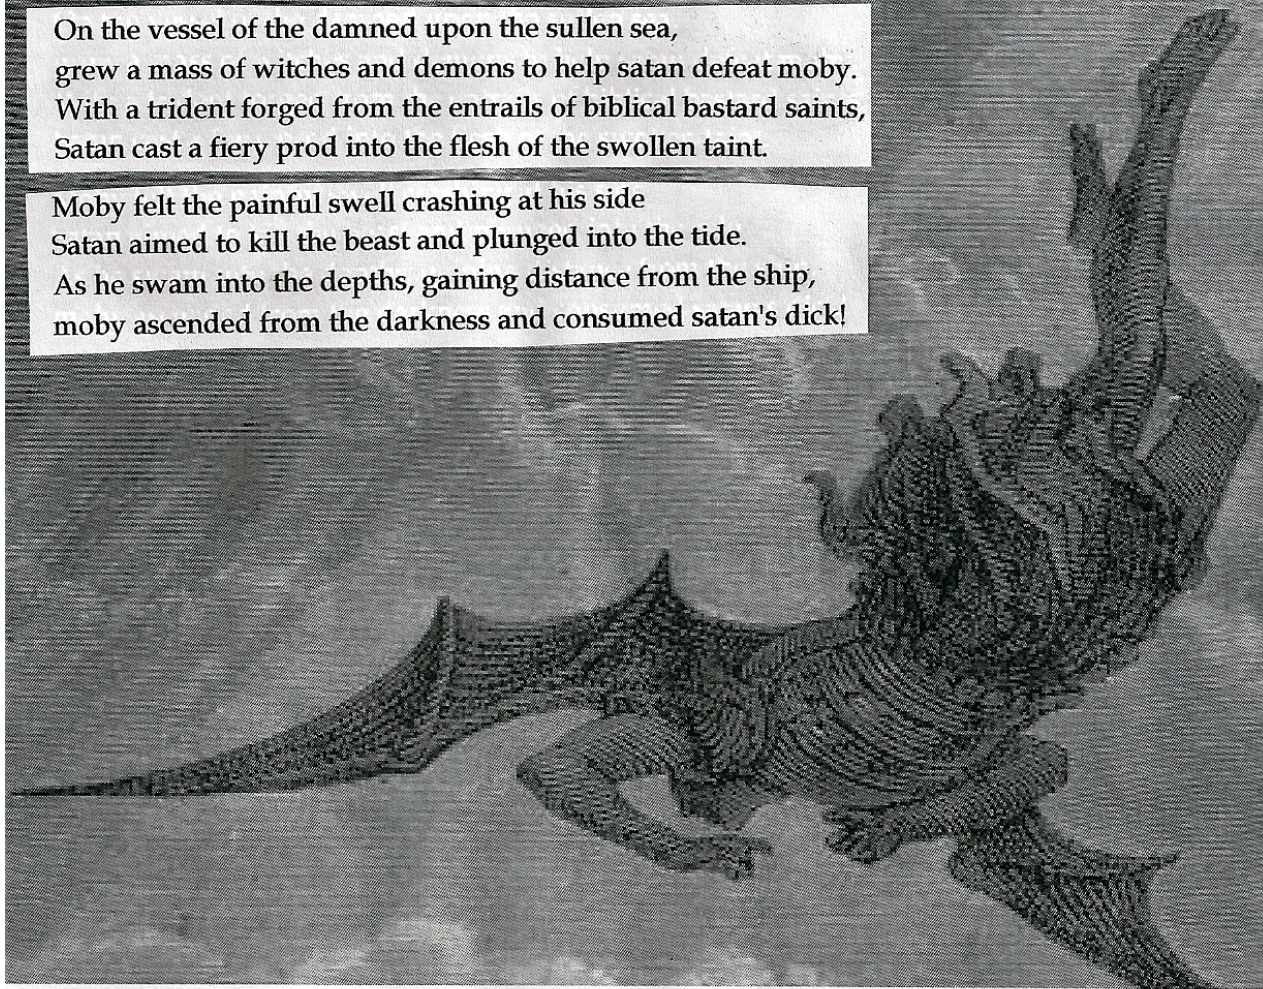 On the vessel of the damned upon the sullen sea,
grew a mass of witches and demons to help satan defeat moby.
With a trident forged from the entrails of biblical bastard saints,
Satan cast a fiery prod into the flesh of the swollen taint.
Moby felt the painful swell crashing at his side
Satan aimed to kill the beast and plunged into the tide.
As he swam into the depths, gaining distance from the ship,
moby ascended from the darkness and consumed satan's dick!